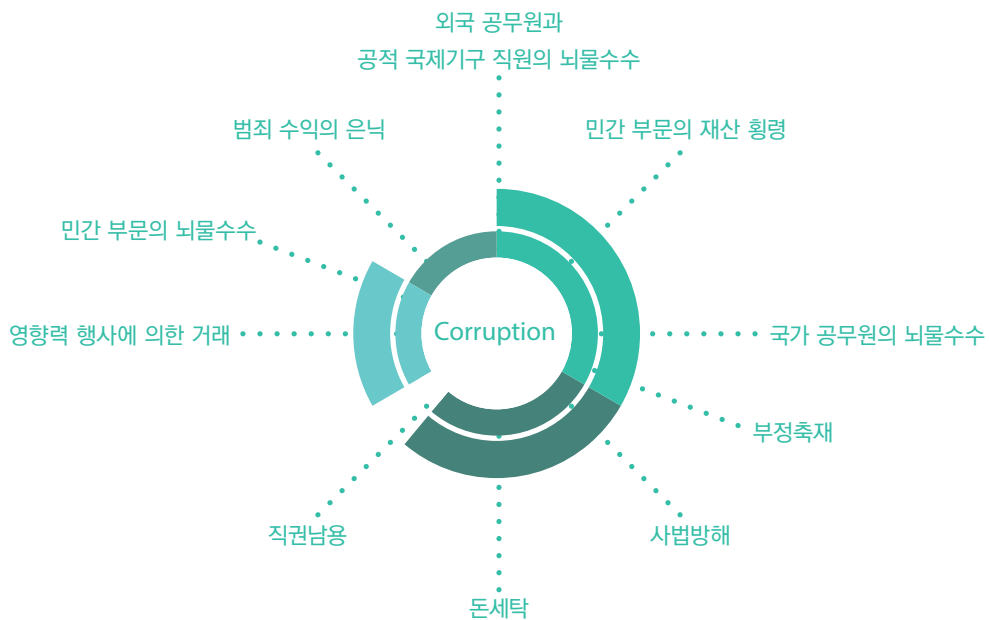 외국 공무원과
공적 국제기구 직원의 뇌물수수
범죄 수익의 은닉
민간 부문의 재산 횡령
민간 부문의 뇌물수수
영향력 행사에 의한 거래
Corruption
국가 공무원의 뇌물수수
부정축재
직권남용
사법방해
돈세탁